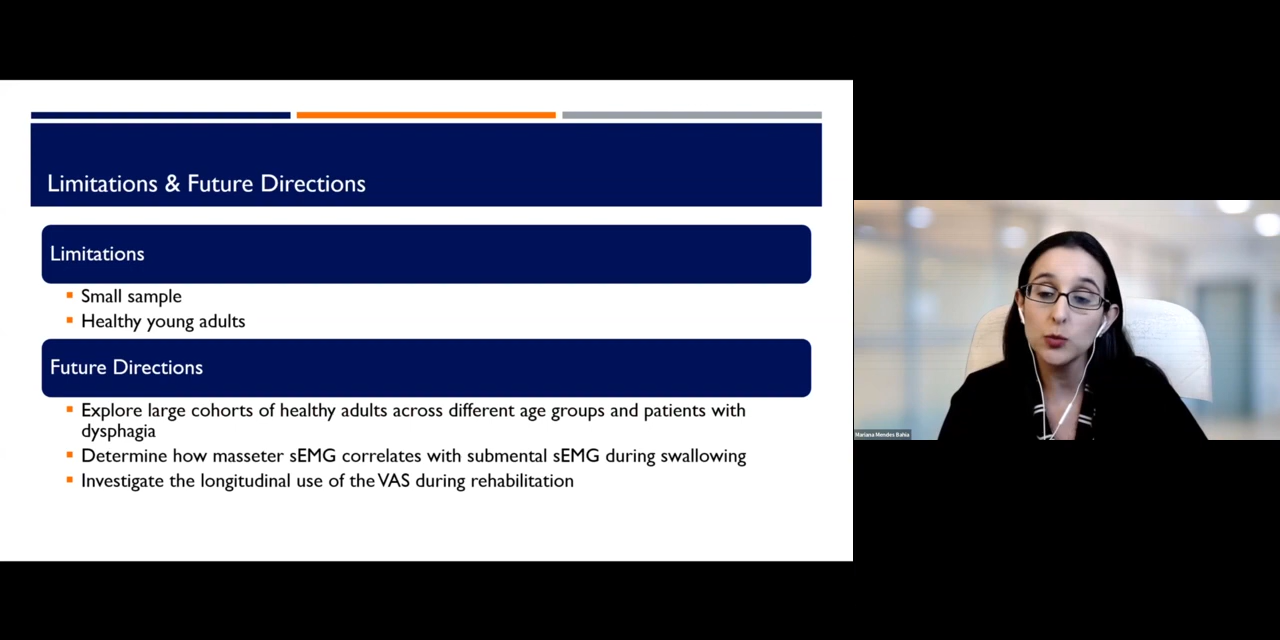 Limitations & Future Directions
Limitations
Small sample
Healthy young adults
Future Directions
Explore large cohorts of healthy adults across different age groups and patients with
dysphagia
Determine how masseter sEMG correlates with submental sEMG during swallowing
Investigate the longitudinal use of the VAS during rehabilitation
Mariana Mendes Bahia